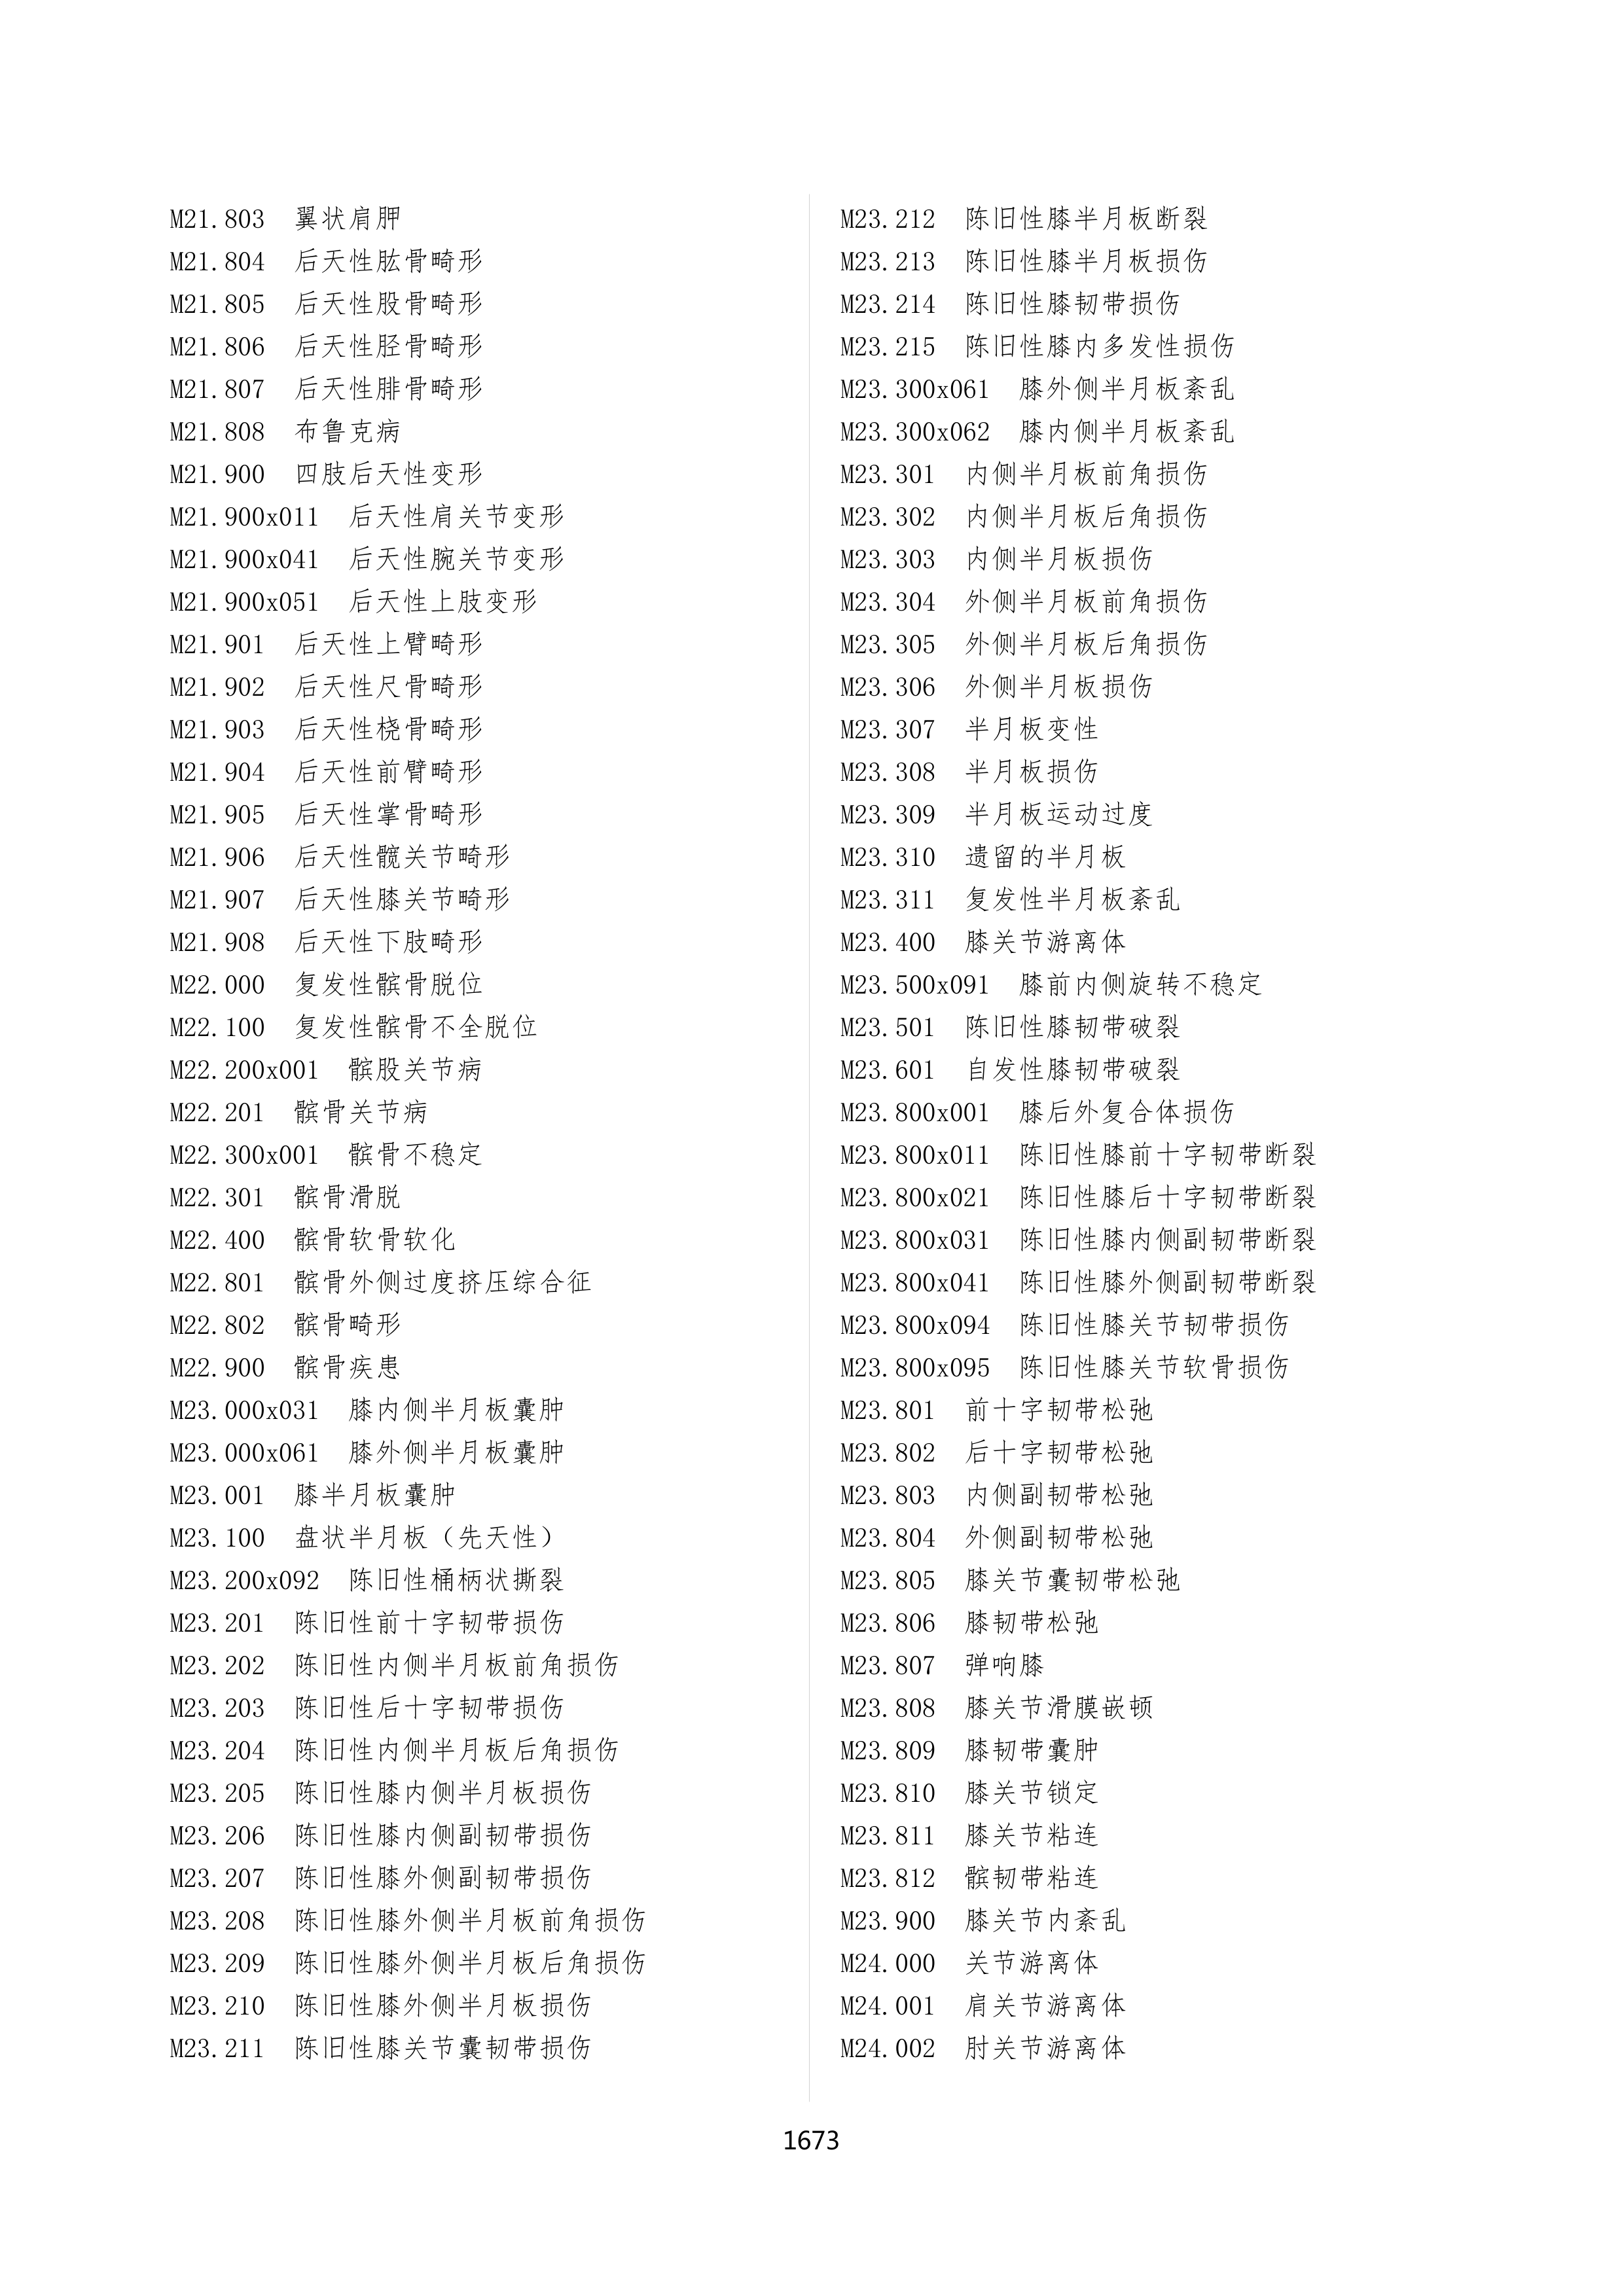 M21.803 翼状肩胛
M21.804 后天性肱骨畸形
M21.805 后天性股骨畸形
M21.806 后天性胫骨畸形
M21.807 后天性腓骨畸形
M21.808 布鲁克病
M21.900 四肢后天性变形
M21.900x011 后天性肩关节变形
M21.900x041 后天性腕关节变形
M21.900x051 后天性上肢变形
M21.901 后天性上臂畸形
M21.902 后天性尺骨畸形
M21.903 后天性桡骨畸形
M21.904 后天性前臂畸形
M21.905 后天性掌骨畸形
M21.906 后天性髋关节畸形
M21.907 后天性膝关节畸形
M21.908 后天性下肢畸形
M22.000 复发性髌骨脱位
M22.100 复发性髌骨不全脱位
M22.200x001 髌股关节病
M22.201 髌骨关节病
M22.300x001 髌骨不稳定
M22.301 髌骨滑脱
M22.400 髌骨软骨软化
M22.801 髌骨外侧过度挤压综合征
M22.802 髌骨畸形
M22.900 髌骨疾患
M23.000x031 膝内侧半月板囊肿
M23.000x061 膝外侧半月板囊肿
M23.001 膝半月板囊肿
M23.100 盘状半月板（先天性）
M23.200x092 陈旧性桶柄状撕裂
M23.201 陈旧性前十字韧带损伤
M23.202 陈旧性内侧半月板前角损伤
M23.203 陈旧性后十字韧带损伤
M23.204 陈旧性内侧半月板后角损伤
M23.205 陈旧性膝内侧半月板损伤
M23.206 陈旧性膝内侧副韧带损伤
M23.207 陈旧性膝外侧副韧带损伤
M23.208 陈旧性膝外侧半月板前角损伤
M23.209 陈旧性膝外侧半月板后角损伤
M23.210 陈旧性膝外侧半月板损伤
M23.211 陈旧性膝关节囊韧带损伤
M23.212 陈旧性膝半月板断裂
M23.213 陈旧性膝半月板损伤
M23.214 陈旧性膝韧带损伤
M23.215 陈旧性膝内多发性损伤
M23.300x061 膝外侧半月板紊乱
M23.300x062 膝内侧半月板紊乱
M23.301 内侧半月板前角损伤
M23.302 内侧半月板后角损伤
M23.303 内侧半月板损伤
M23.304 外侧半月板前角损伤
M23.305 外侧半月板后角损伤
M23.306 外侧半月板损伤
M23.307 半月板变性
M23.308 半月板损伤
M23.309 半月板运动过度
M23.310 遗留的半月板
M23.311 复发性半月板紊乱
M23.400 膝关节游离体
M23.500x091 膝前内侧旋转不稳定
M23.501 陈旧性膝韧带破裂
M23.601 自发性膝韧带破裂
M23.800x001 膝后外复合体损伤
M23.800x011 陈旧性膝前十字韧带断裂
M23.800x021 陈旧性膝后十字韧带断裂
M23.800x031 陈旧性膝内侧副韧带断裂
M23.800x041 陈旧性膝外侧副韧带断裂
M23.800x094 陈旧性膝关节韧带损伤
M23.800x095 陈旧性膝关节软骨损伤
M23.801 前十字韧带松弛
M23.802 后十字韧带松弛
M23.803 内侧副韧带松弛
M23.804 外侧副韧带松弛
M23.805 膝关节囊韧带松弛
M23.806 膝韧带松弛
M23.807 弹响膝
M23.808 膝关节滑膜嵌顿
M23.809 膝韧带囊肿
M23.810 膝关节锁定
M23.811 膝关节粘连
M23.812 髌韧带粘连
M23.900 膝关节内紊乱
M24.000 关节游离体
M24.001 肩关节游离体
M24.002 肘关节游离体
1673